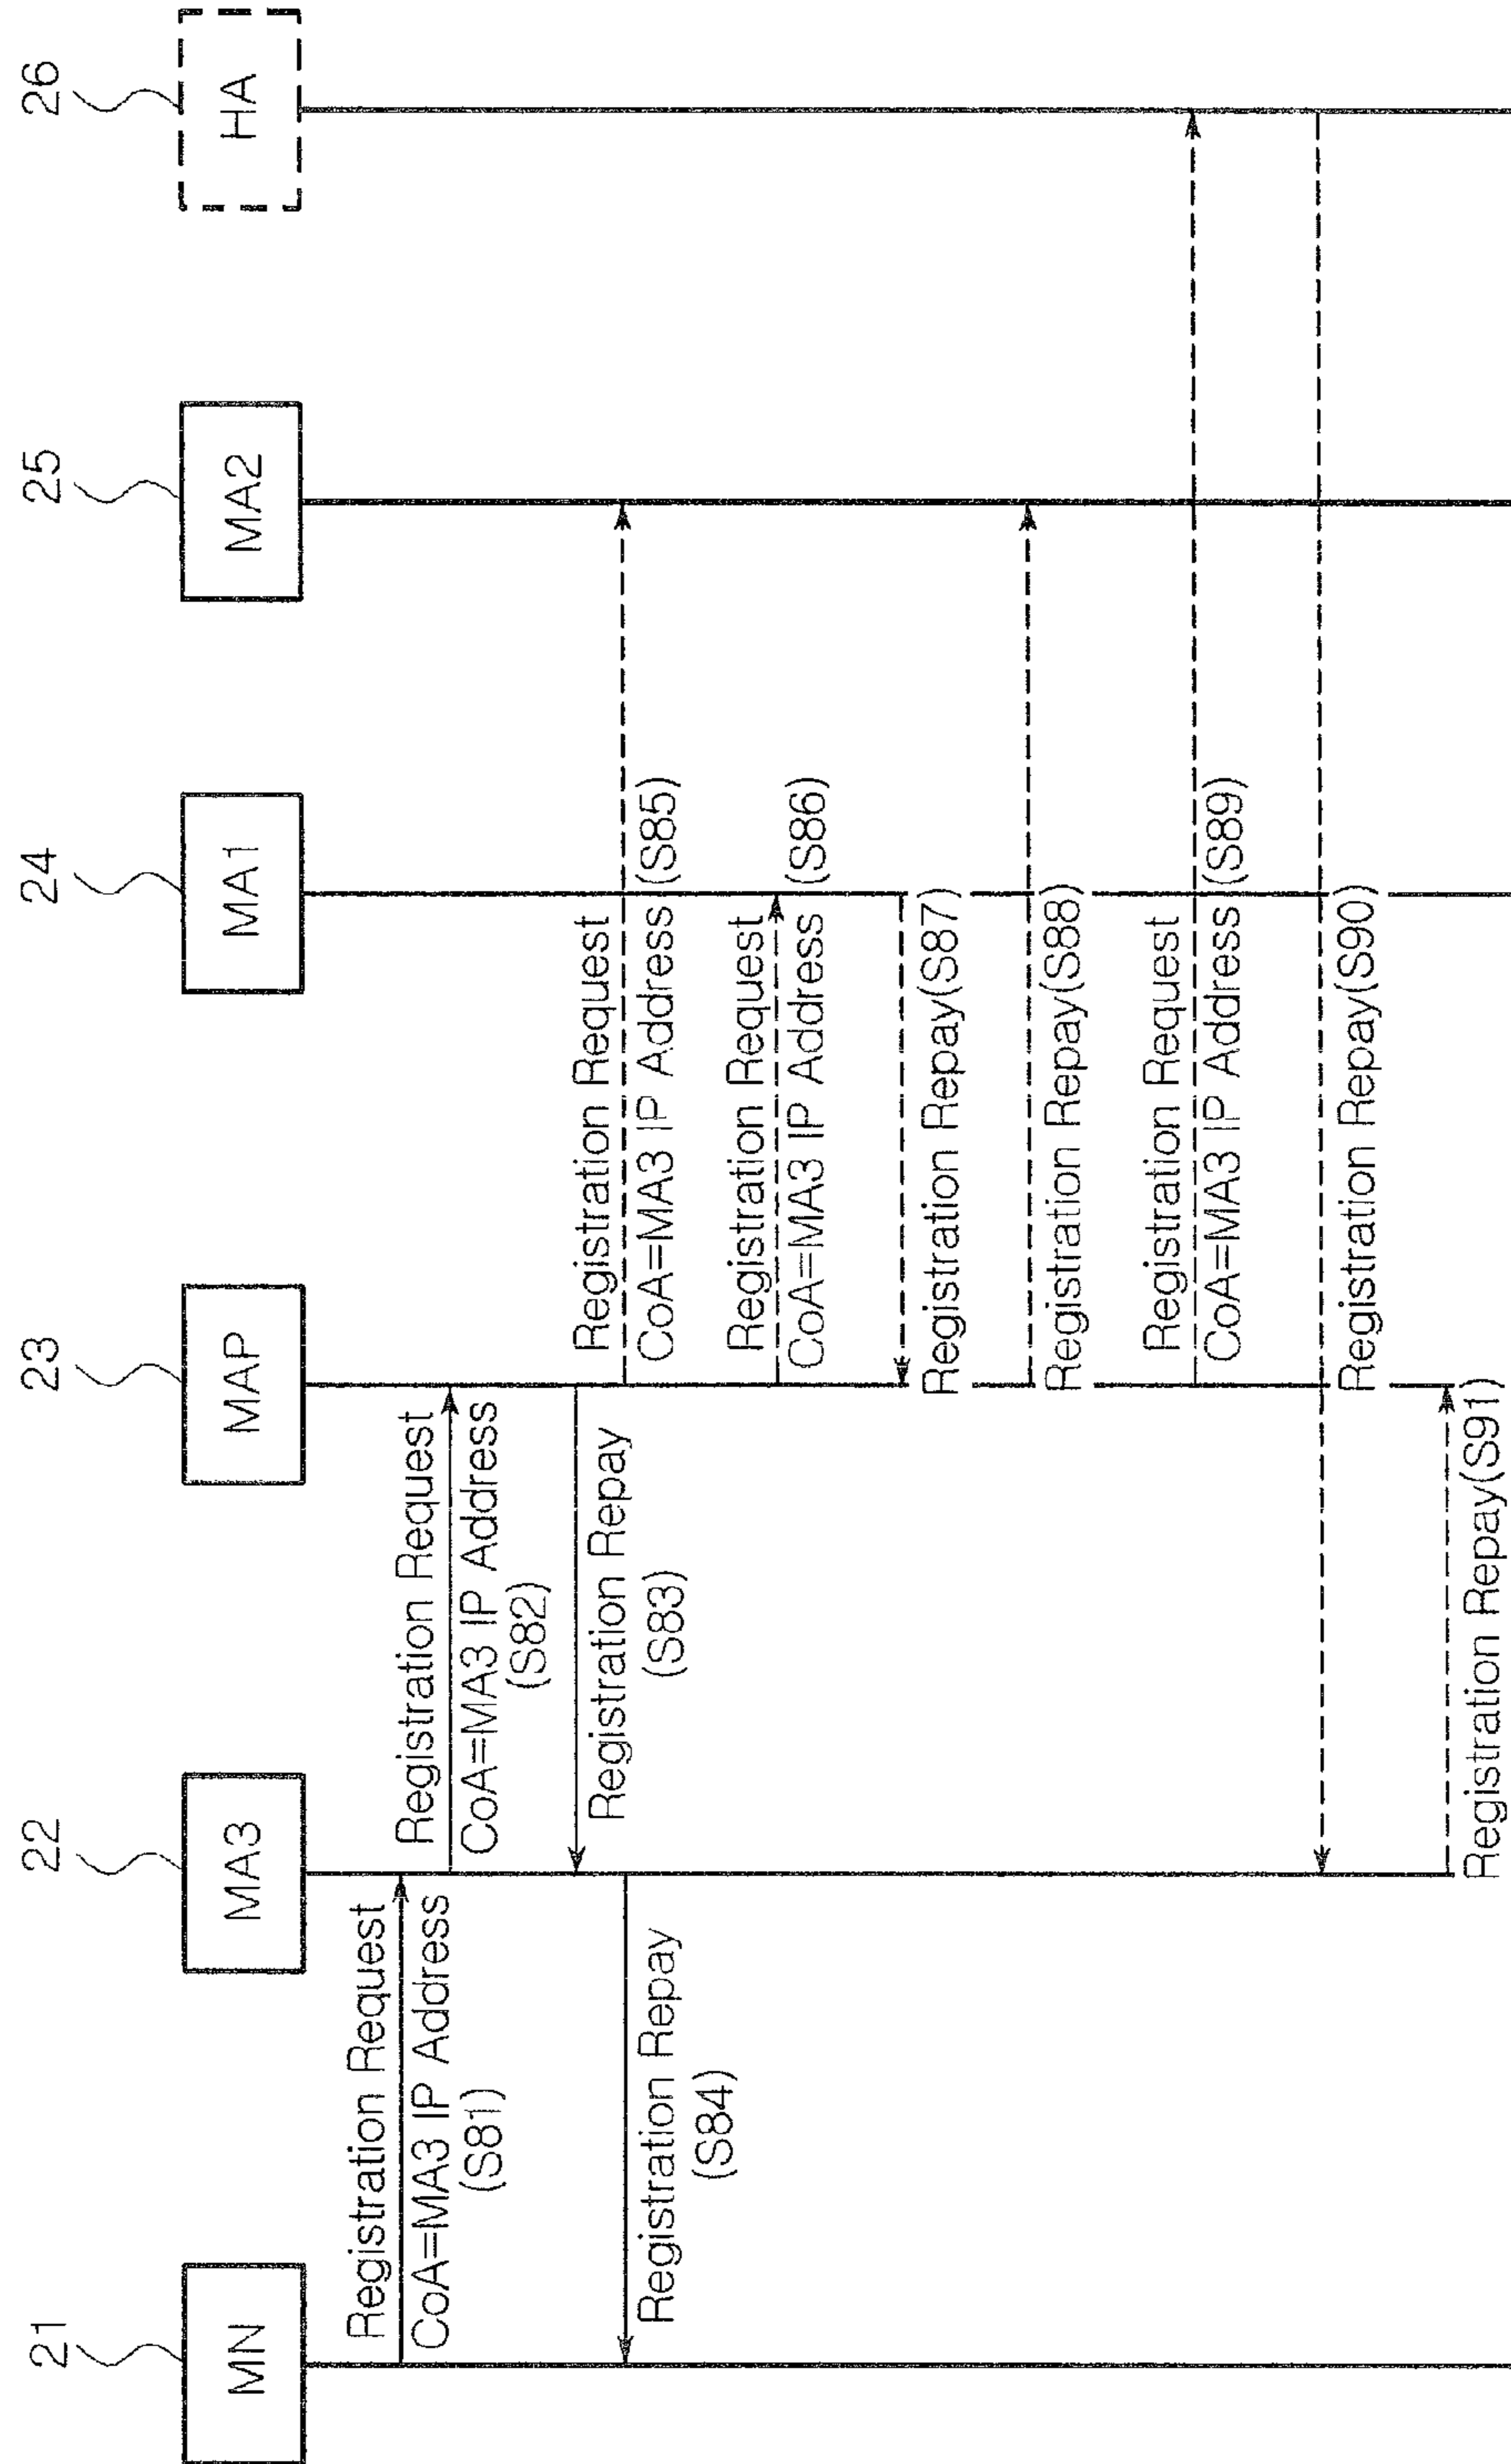 21
22
23
24
25
26
MN
MA3
MAP
MA1
MA2
HA
Registration Request
CoA=MA3 IP Address
(S81)
Registration Request
CoA=MA3 IP Address
(S82)
Registration Repay
(S83)
Registration Repay
(S84)
Registration Request
CoA=MA3 IP Address (S85)
Registration Request
CoA=MA3 IP Address (S86)
Registration Repay(S87)
Registration Repay(S88)
Registration Request
CoA=MA3 IP Address (S89)
Registration Repay(S90)
Registration Repay(S91)